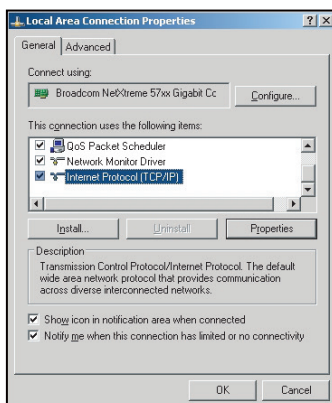 Local Area Connection Properties
General Advanced
Connect using:
Broadcom NetXtreme 57xx Gigabit Cc
Configure...
This connection uses the following items:
QoS Packet Scheduler
Network Monitor Driver
Internet Protocol (TCP/IP)
Install... Uninstall Properties
Description
Transmission Control Protocol/Internet Protocol. The default
wide area network protocol that provides communication
across diverse interconnected networks.
Show icon in notification area when connected
Notify me when this connection has limited or no connectivity
OK Cancel